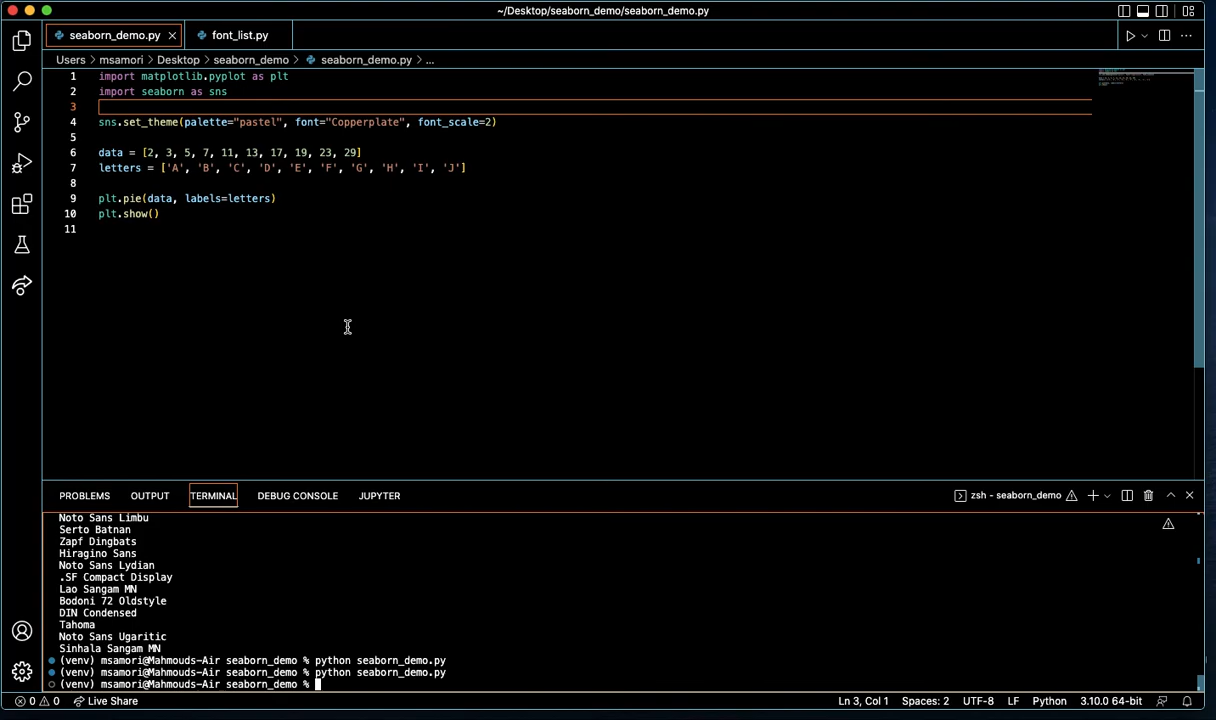 ~/Desktop/seaborn_demo/seaborn_demo.py
seaborn_demo.py
font_list.py
Users > msamori > Desktop > seaborn_demo > seaborn_demo.py > ...
1 import matplotlib.pyplot as plt
2 import seaborn as sns
3
4 sns.set_theme(palette="pastel", font="Copperplate", font_scale=2)
5
6 data = [2, 3, 5, 7, 11, 13, 17, 19, 23, 29]
7 letters = ['A', 'B', 'C', 'D', 'E', 'F', 'G', 'H', 'I', 'J']
8
9 plt.pie(data, labels=letters)
10 plt.show()
11
PROBLEMS OUTPUT TERMINAL DEBUG CONSOLE JUPYTER
zsh - seaborn_demo
Noto Sans Limbu
Serto Batnan
Zapf Dingbats
Hiragino Sans
Noto Sans Lydian
.SF Compact Display
Lao Sangam MN
Bodoni 72 Oldstyle
DIN Condensed
Tahoma
Noto Sans Ugaritic
Sinhala Sangam MN
(venv) msamori@Mahmouds-Air seaborn_demo % python seaborn_demo.py
(venv) msamori@Mahmouds-Air seaborn_demo % python seaborn_demo.py
(venv) msamori@Mahmouds-Air seaborn_demo %
0 0 Live Share
Ln 3, Col 1 Spaces: 2 UTF-8 LF Python 3.10.0 64-bit